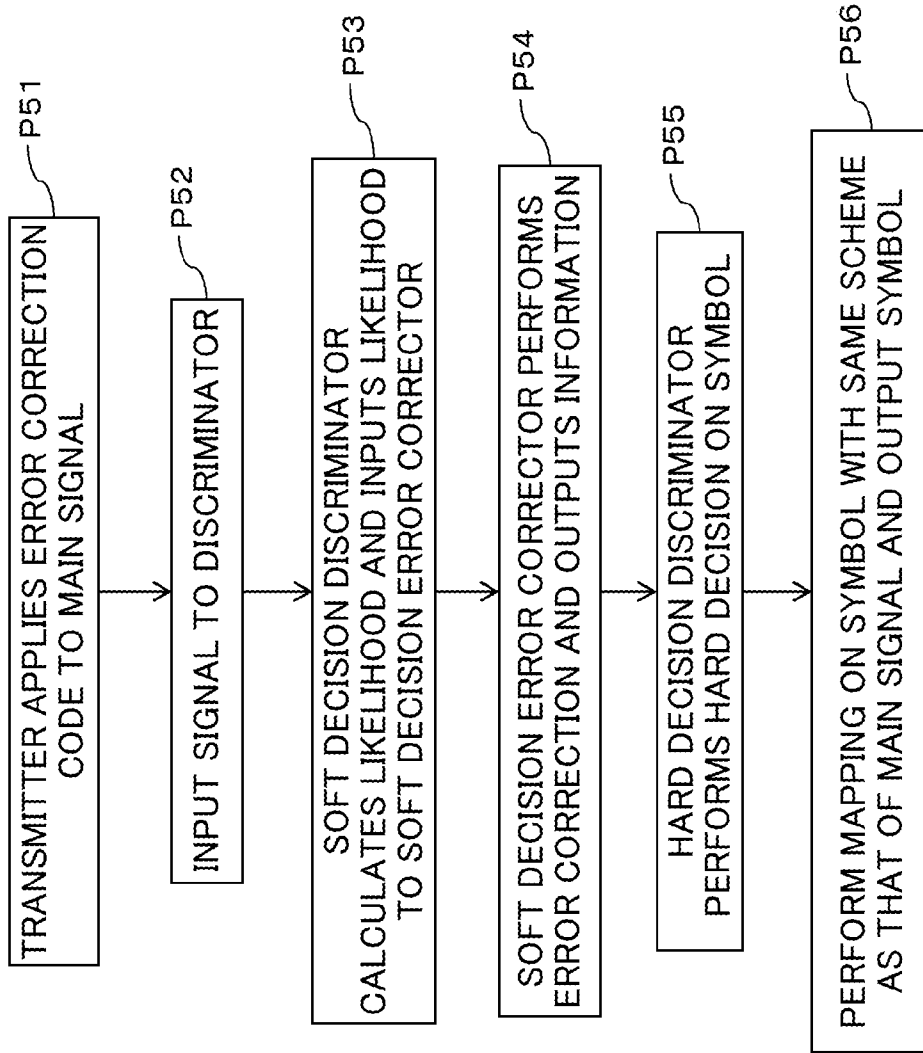 TRANSMITTER APPLIES ERROR CORRECTION
CODE TO MAIN SIGNAL
P51
INPUT SIGNAL TO DISCRIMINATOR
P52
SOFT DECISION DISCRIMINATOR
CALCULATES LIKELIHOOD AND INPUTS LIKELIHOOD
TO SOFT DECISION ERROR CORRECTOR
P53
SOFT DECISION ERROR CORRECTOR PERFORMS
ERROR CORRECTION AND OUTPUTS INFORMATION
P54
HARD DECISION DISCRIMINATOR
PERFORMS HARD DECISION ON SYMBOL
P55
PERFORM MAPPING ON SYMBOL WITH SAME SCHEME
AS THAT OF MAIN SIGNAL AND OUTPUT SYMBOL
P56